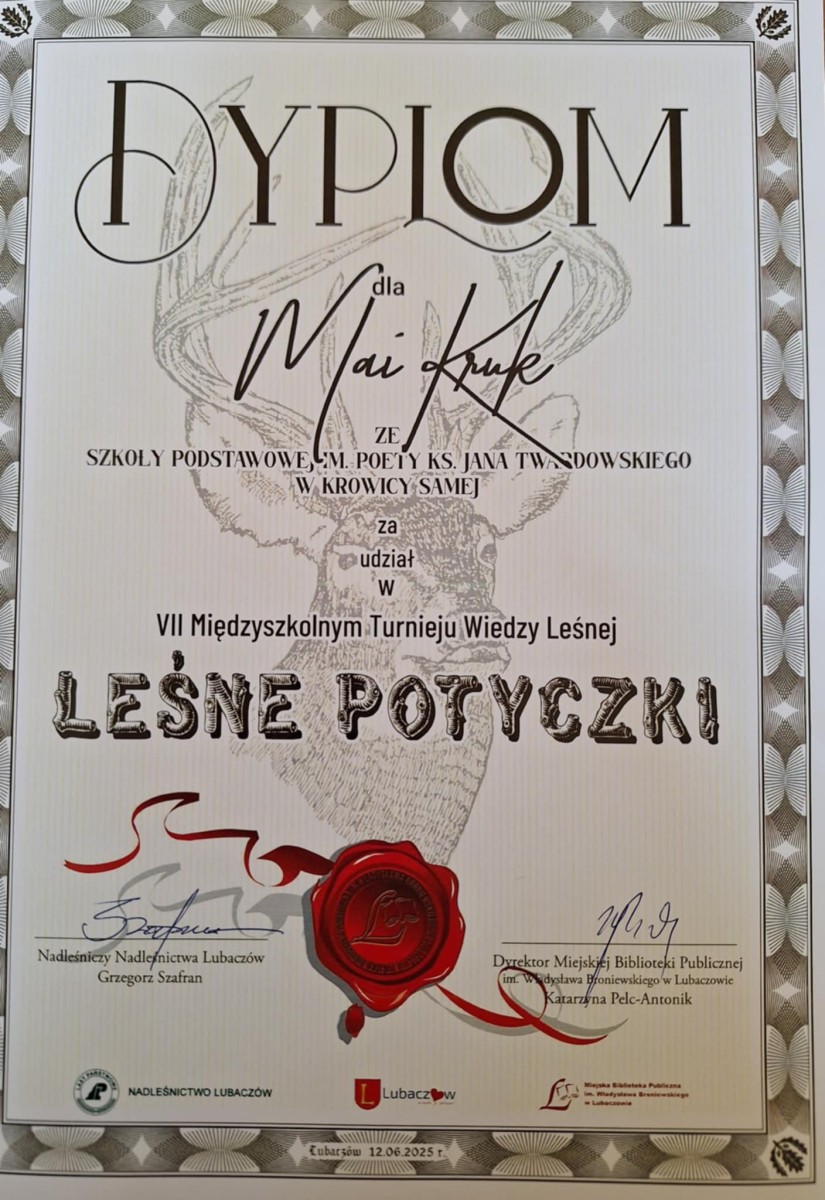 DYPLOM
dla
Mai Kruk
ZE
SZKOŁY PODSTAWOWEJ IM. POETY KS. JANA TWARDOWSKIEGO
W KROWICY SAMEJ
za
udział
w
VII Międzyszkolnym Turnieju Wiedzy Leśnej
LEŚNE POTYCZKI
Nadleśniczy Nadleśnictwa Lubaczów
Grzegorz Szafran
Dyrektor Miejskiej Biblioteki Publicznej
im. Władysława Broniewskiego w Lubaczowie
Katarzyna Pelc-Antonik
LASY PAŃSTWOWE
NADLEŚNICTWO LUBACZÓW
Lubaczów
Miejska Biblioteka Publiczna
im. Władysława Broniewskiego
w Lubaczowie
Lubaczów 12.06.2025 r.